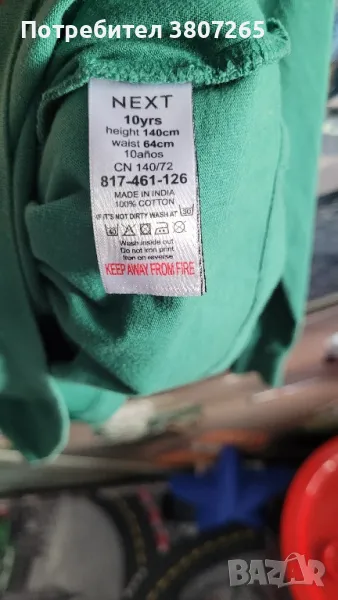 Потребител 3807265
NEXT
10yrs
height 140cm
waist 64cm
10años
CN 140/72
817-461-126
MADE IN INDIA
100% COTTON
IF IT'S NOT DIRTY WASH AT 30
Wash inside out
Do not iron print
Iron on reverse
KEEP AWAY FROM FIRE
BAZAR